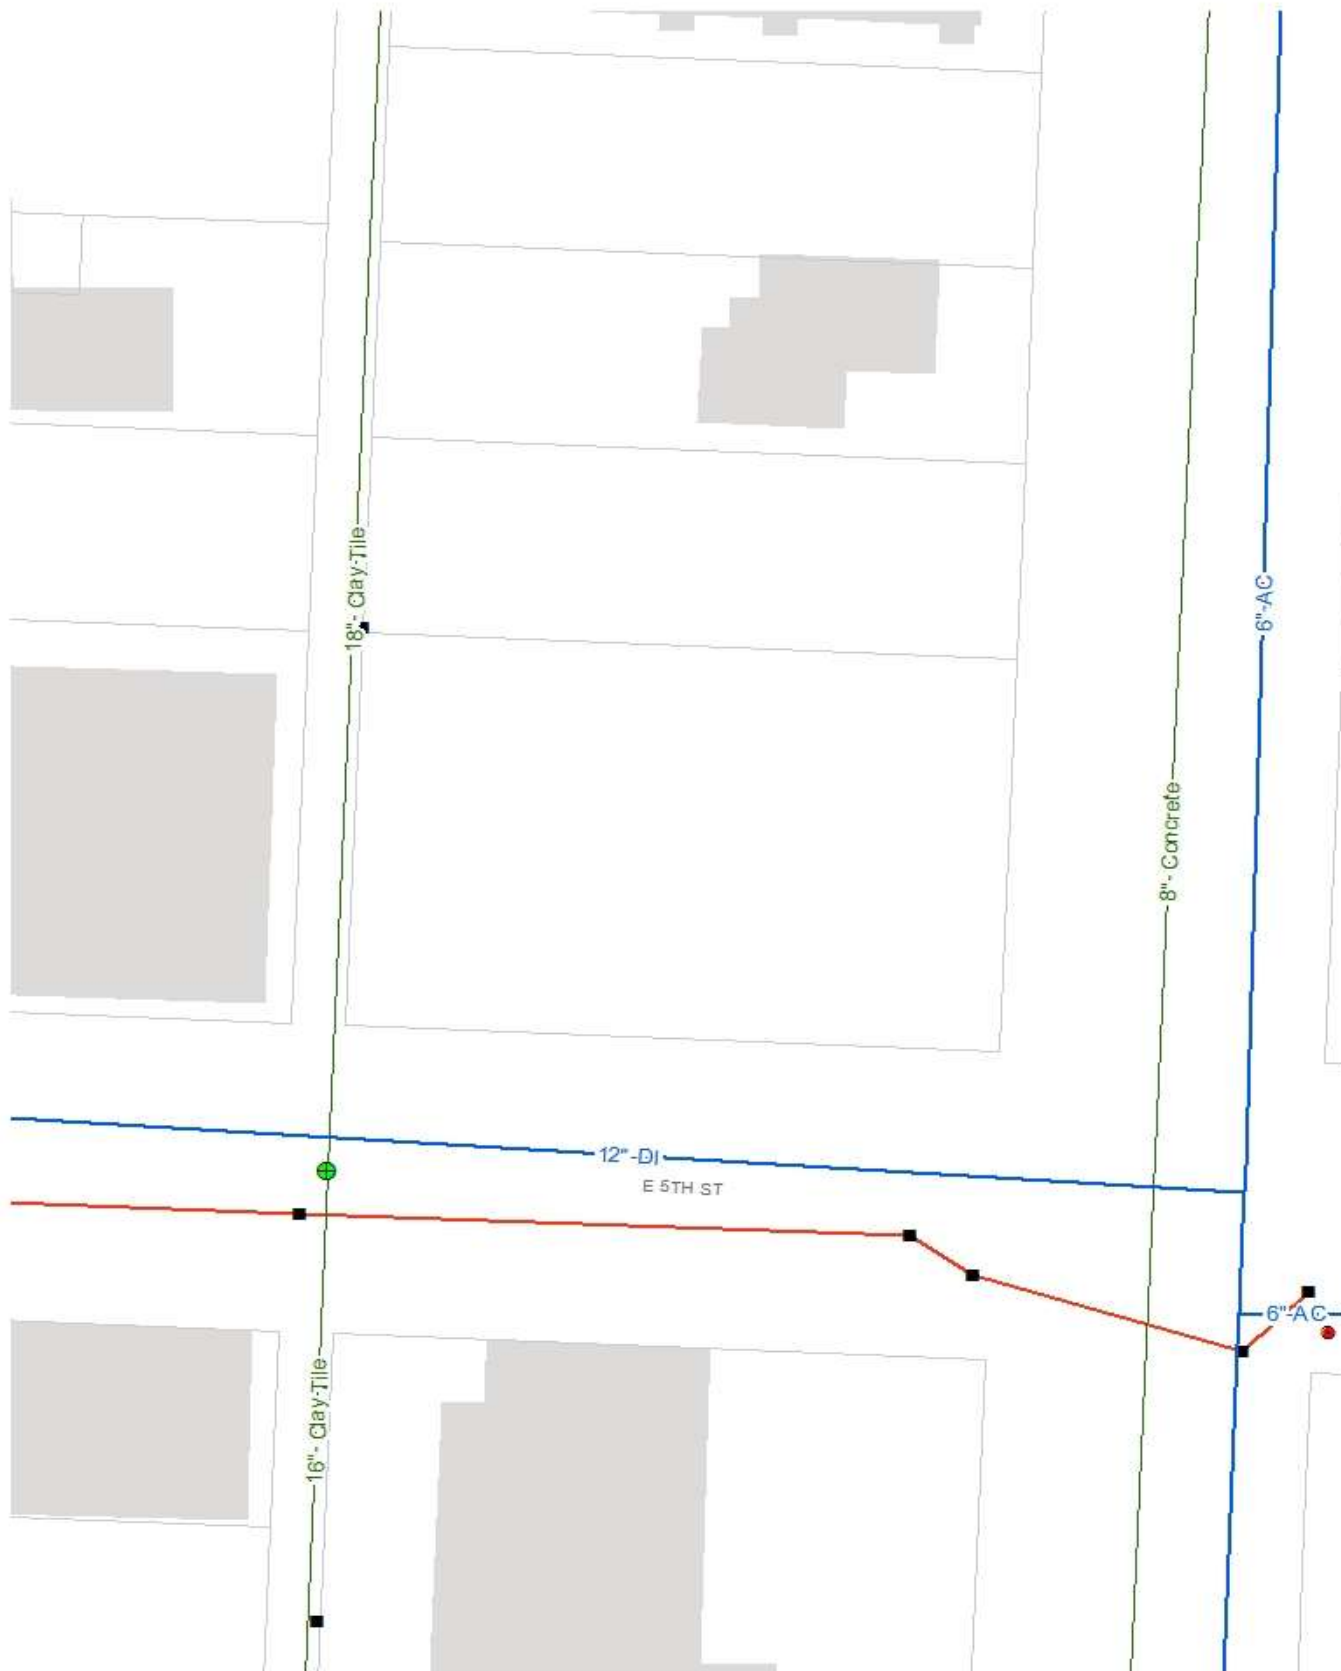 18"- Clay-Tile
6"-AC
8"- Concrete
12"-DI
E 5TH ST
6"-AC
16"- Clay-Tile